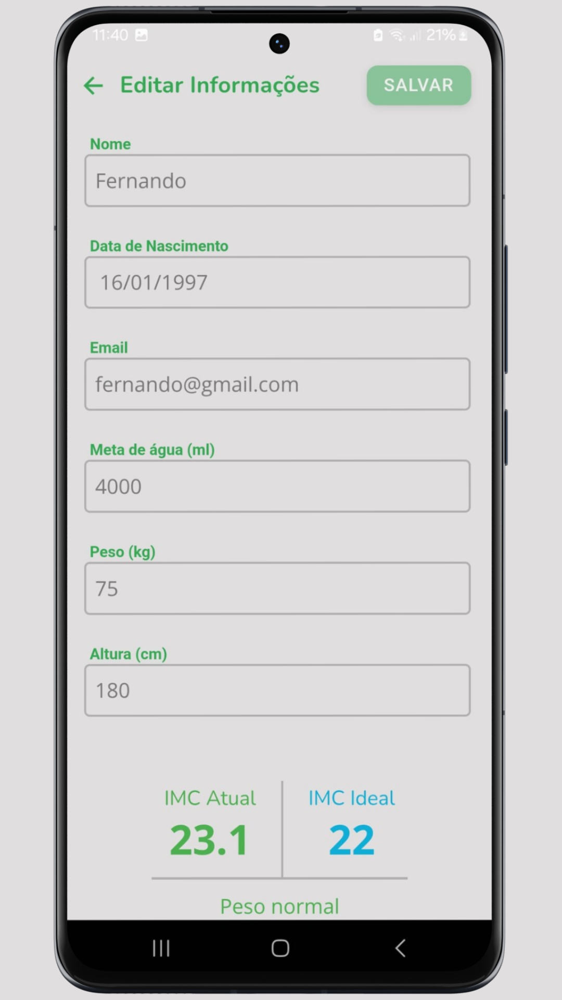 11:40 21%
Editar Informações SALVAR
Nome
Fernando
Data de Nascimento
16/01/1997
Email
fernando@gmail.com
Meta de água (ml)
4000
Peso (kg)
75
Altura (cm)
180
IMC Atual IMC Ideal
23.1 22
Peso normal